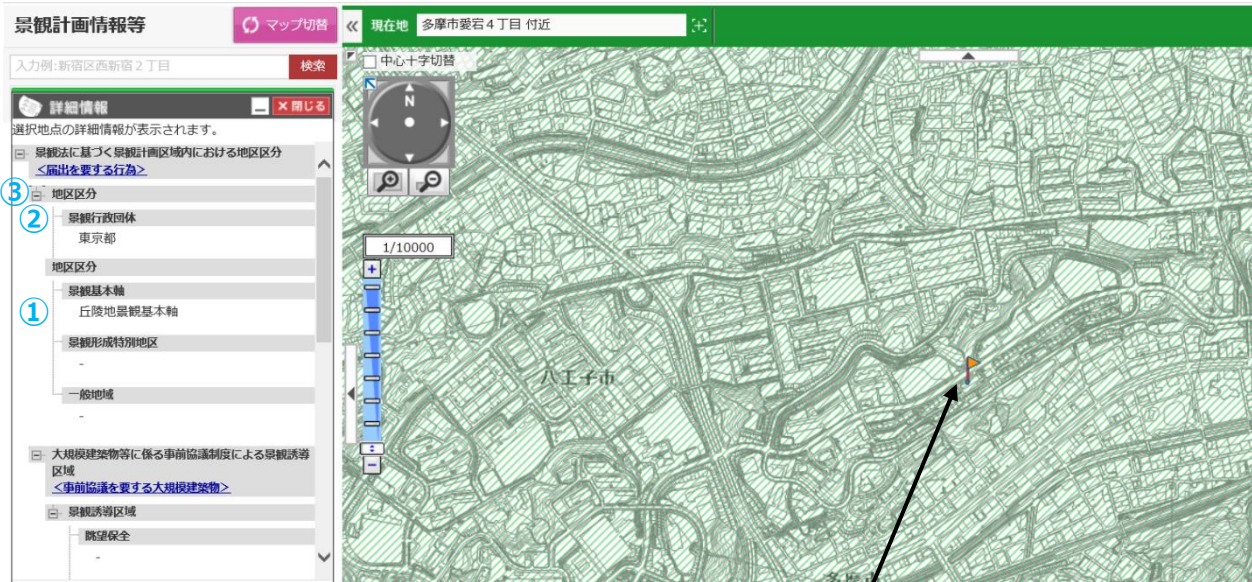 景観計画情報等
マップ切替
現在地 多摩市愛宕4丁目 付近
入力例:新宿区西新宿2丁目
検索
中心十字切替
N
詳細情報
×閉じる
選択地点の詳細情報が表示されます。
景観法に基づく景観計画区域内における地区区分
<届出を要する行為>
③
地区区分
②
景観行政団体
東京都
地区区分
景観基本軸
①
丘陵地景観基本軸
景観形成特別地区
-
一般地域
-
大規模建築物等に係る事前協議制度による景観誘導
区域
<事前協議を要する大規模建築物>
景観誘導区域
眺望保全
-
1/10000
八王子市
多摩市